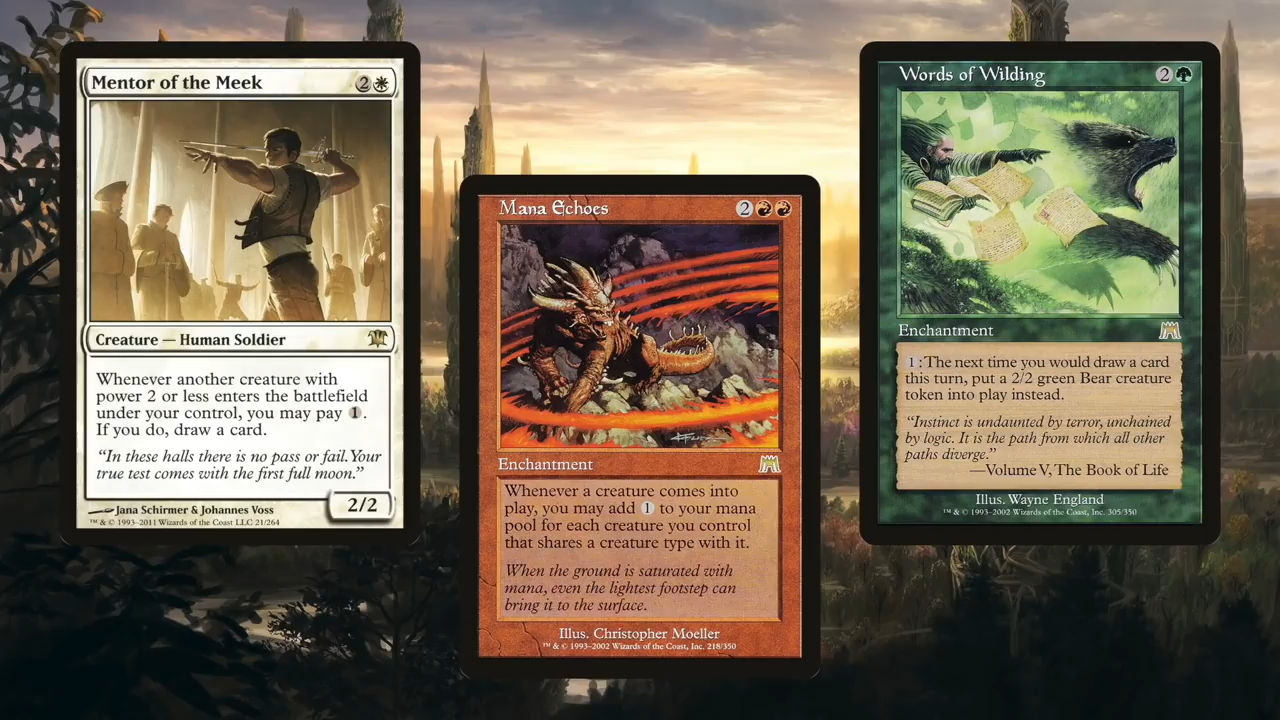 Mentor of the Meek 2
Creature — Human Soldier
Whenever another creature with
power 2 or less enters the battlefield
under your control, you may pay 1.
If you do, draw a card.
“In these halls there is no pass or fail. Your
true test comes with the first full moon.”
2/2
Jana Schirmer & Johannes Voss
™ & © 1993–2011 Wizards of the Coast LLC 21/264
Mana Echoes 2
Enchantment
Whenever a creature comes into
play, you may add 1 to your mana
pool for each creature you control
that shares a creature type with it.
When the ground is saturated with
mana, even the lightest footstep can
bring it to the surface.
Illus. Christopher Moeller
™ & © 1993–2002 Wizards of the Coast, Inc. 218/350
Words of Wilding 2
Enchantment
1: The next time you would draw a card
this turn, put a 2/2 green Bear creature
token into play instead.
“Instinct is undaunted by terror, unchained
by logic. It is the path from which all other
paths diverge.”
—Volume V, The Book of Life
Illus. Wayne England
™ & © 1993–2002 Wizards of the Coast, Inc. 305/350